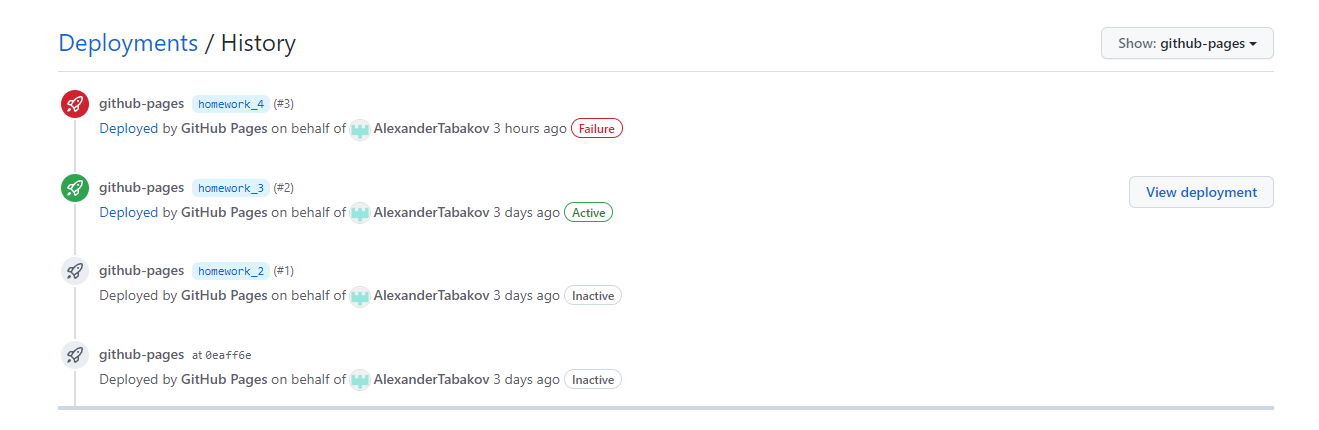 Deployments / History
Show: github-pages
github-pages homework_4 (#3)
Deployed by GitHub Pages on behalf of AlexanderTabakov 3 hours ago Failure
github-pages homework_3 (#2)
View deployment
Deployed by GitHub Pages on behalf of AlexanderTabakov 3 days ago Active
github-pages homework_2 (#1)
Deployed by GitHub Pages on behalf of AlexanderTabakov 3 days ago Inactive
github-pages at 0eaff6e
Deployed by GitHub Pages on behalf of AlexanderTabakov 3 days ago Inactive